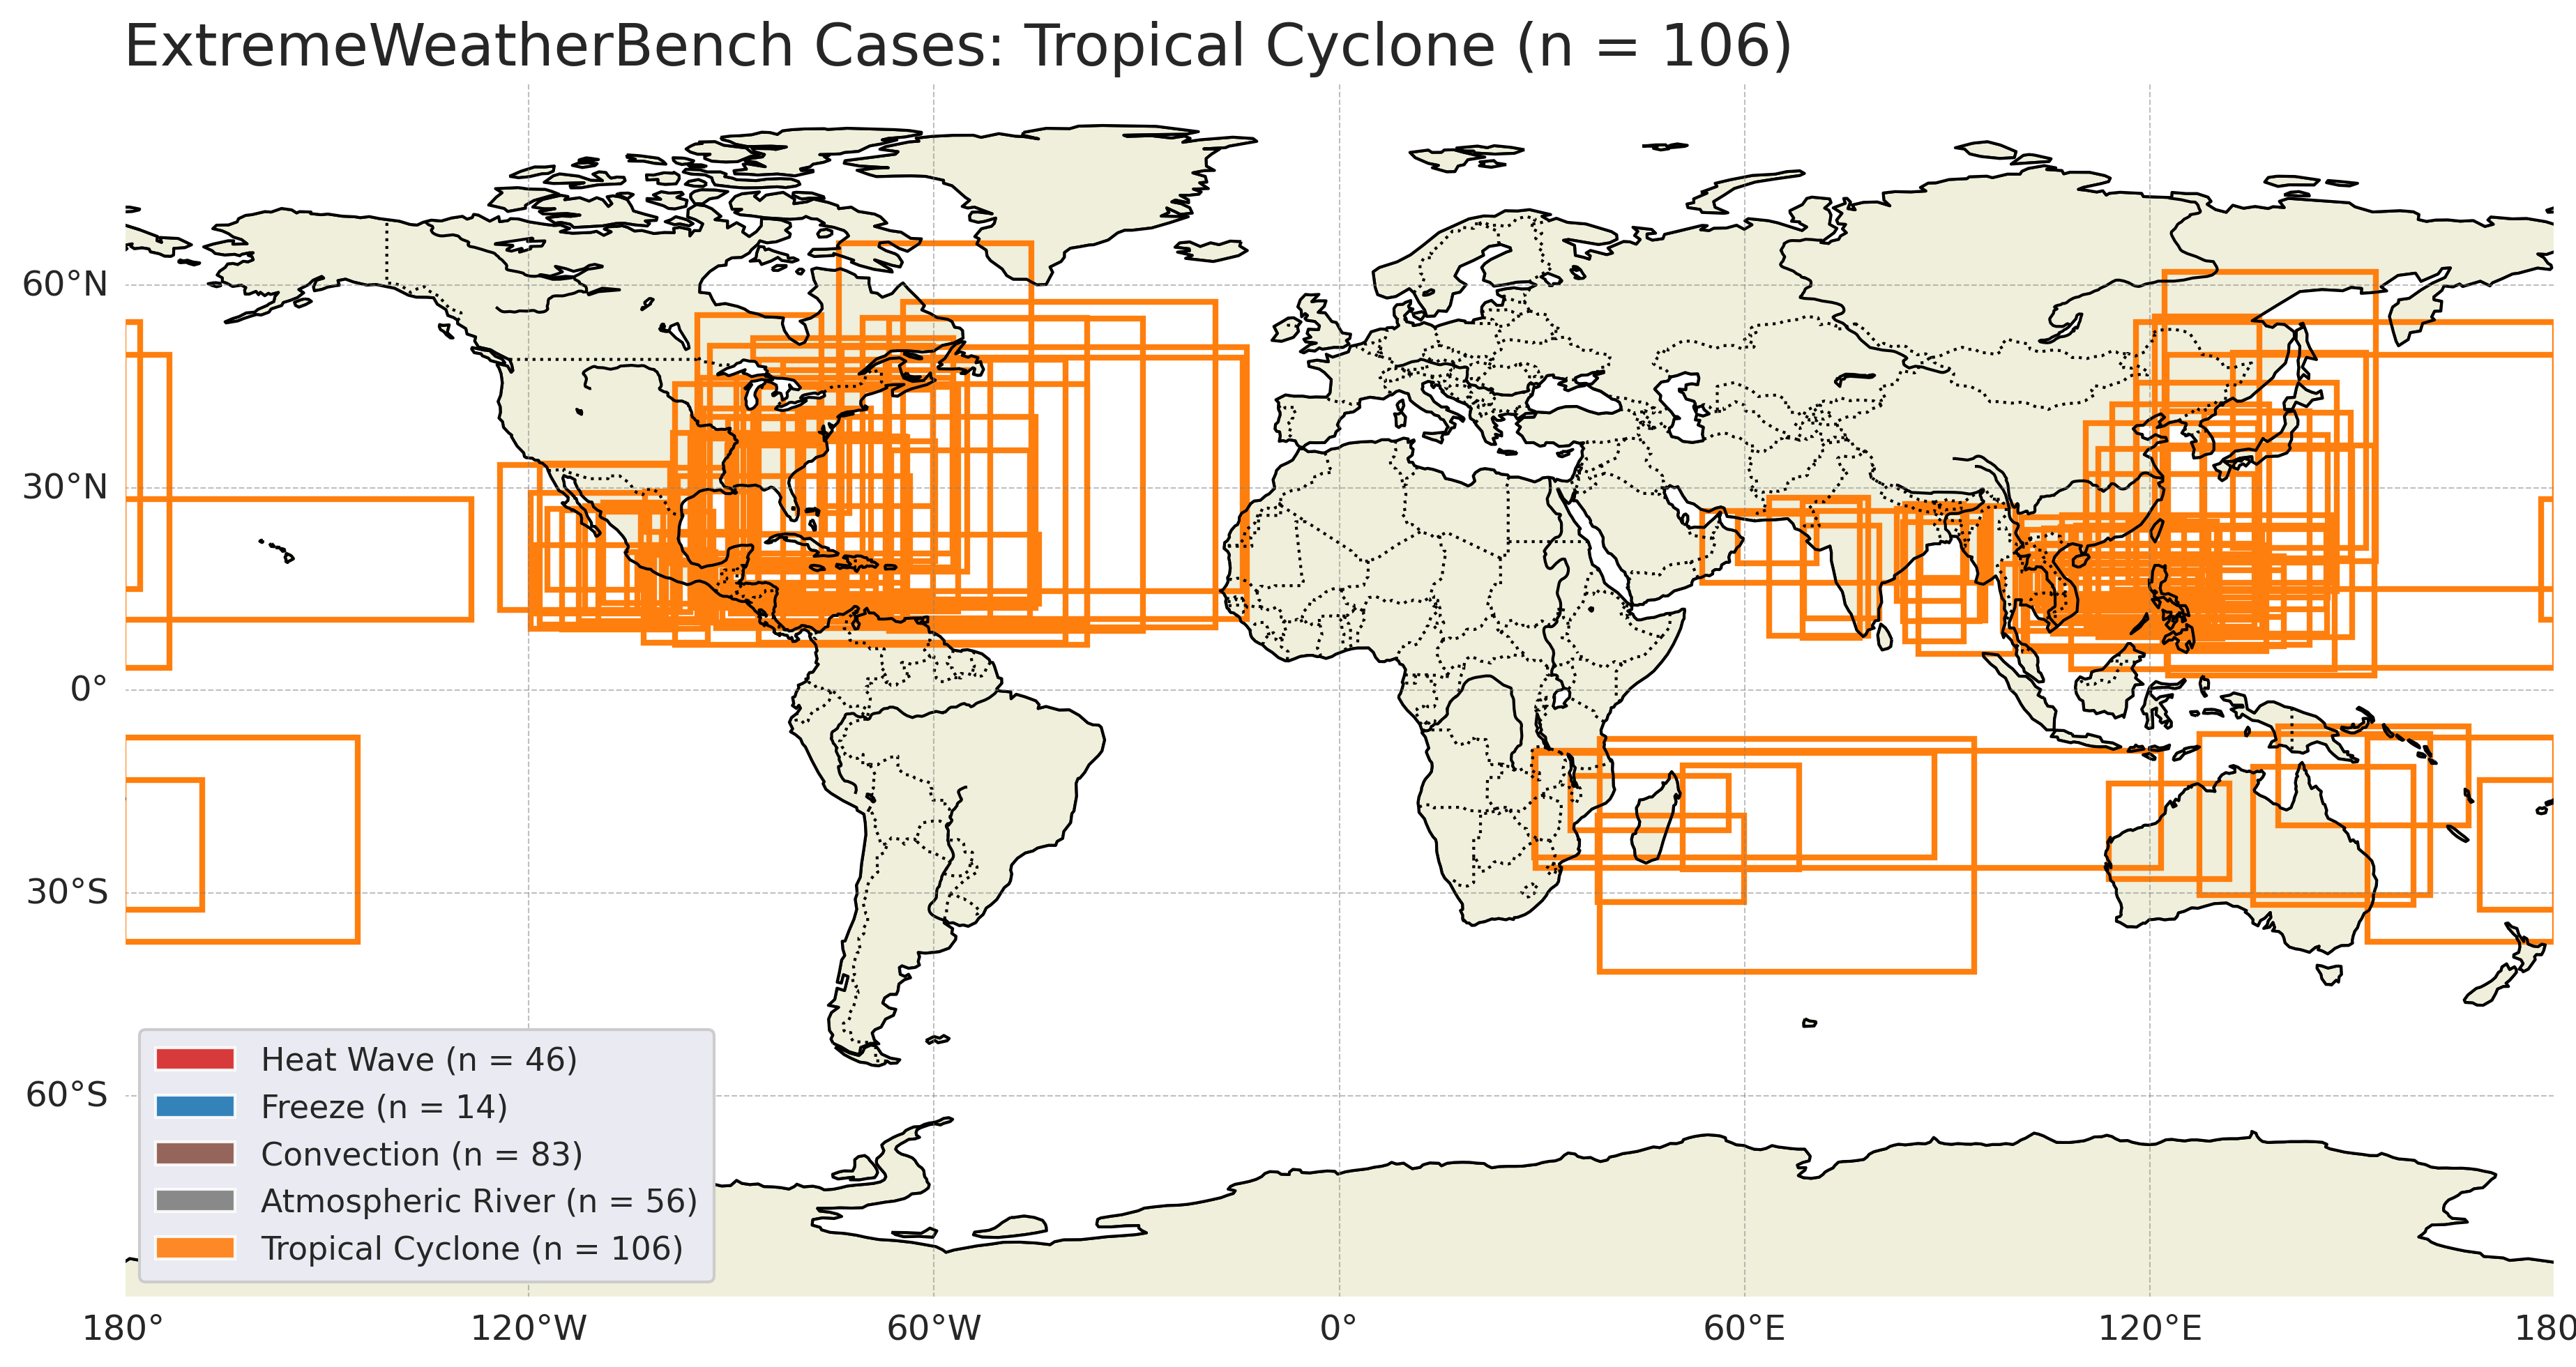 ExtremeWeatherBench Cases: Tropical Cyclone (n = 106)
60°N
30°N
0°
30°S
60°S
Heat Wave (n = 46)
Freeze (n = 14)
Convection (n = 83)
Atmospheric River (n = 56)
Tropical Cyclone (n = 106)
180° 120°W 60°W 0° 60°E 120°E 180